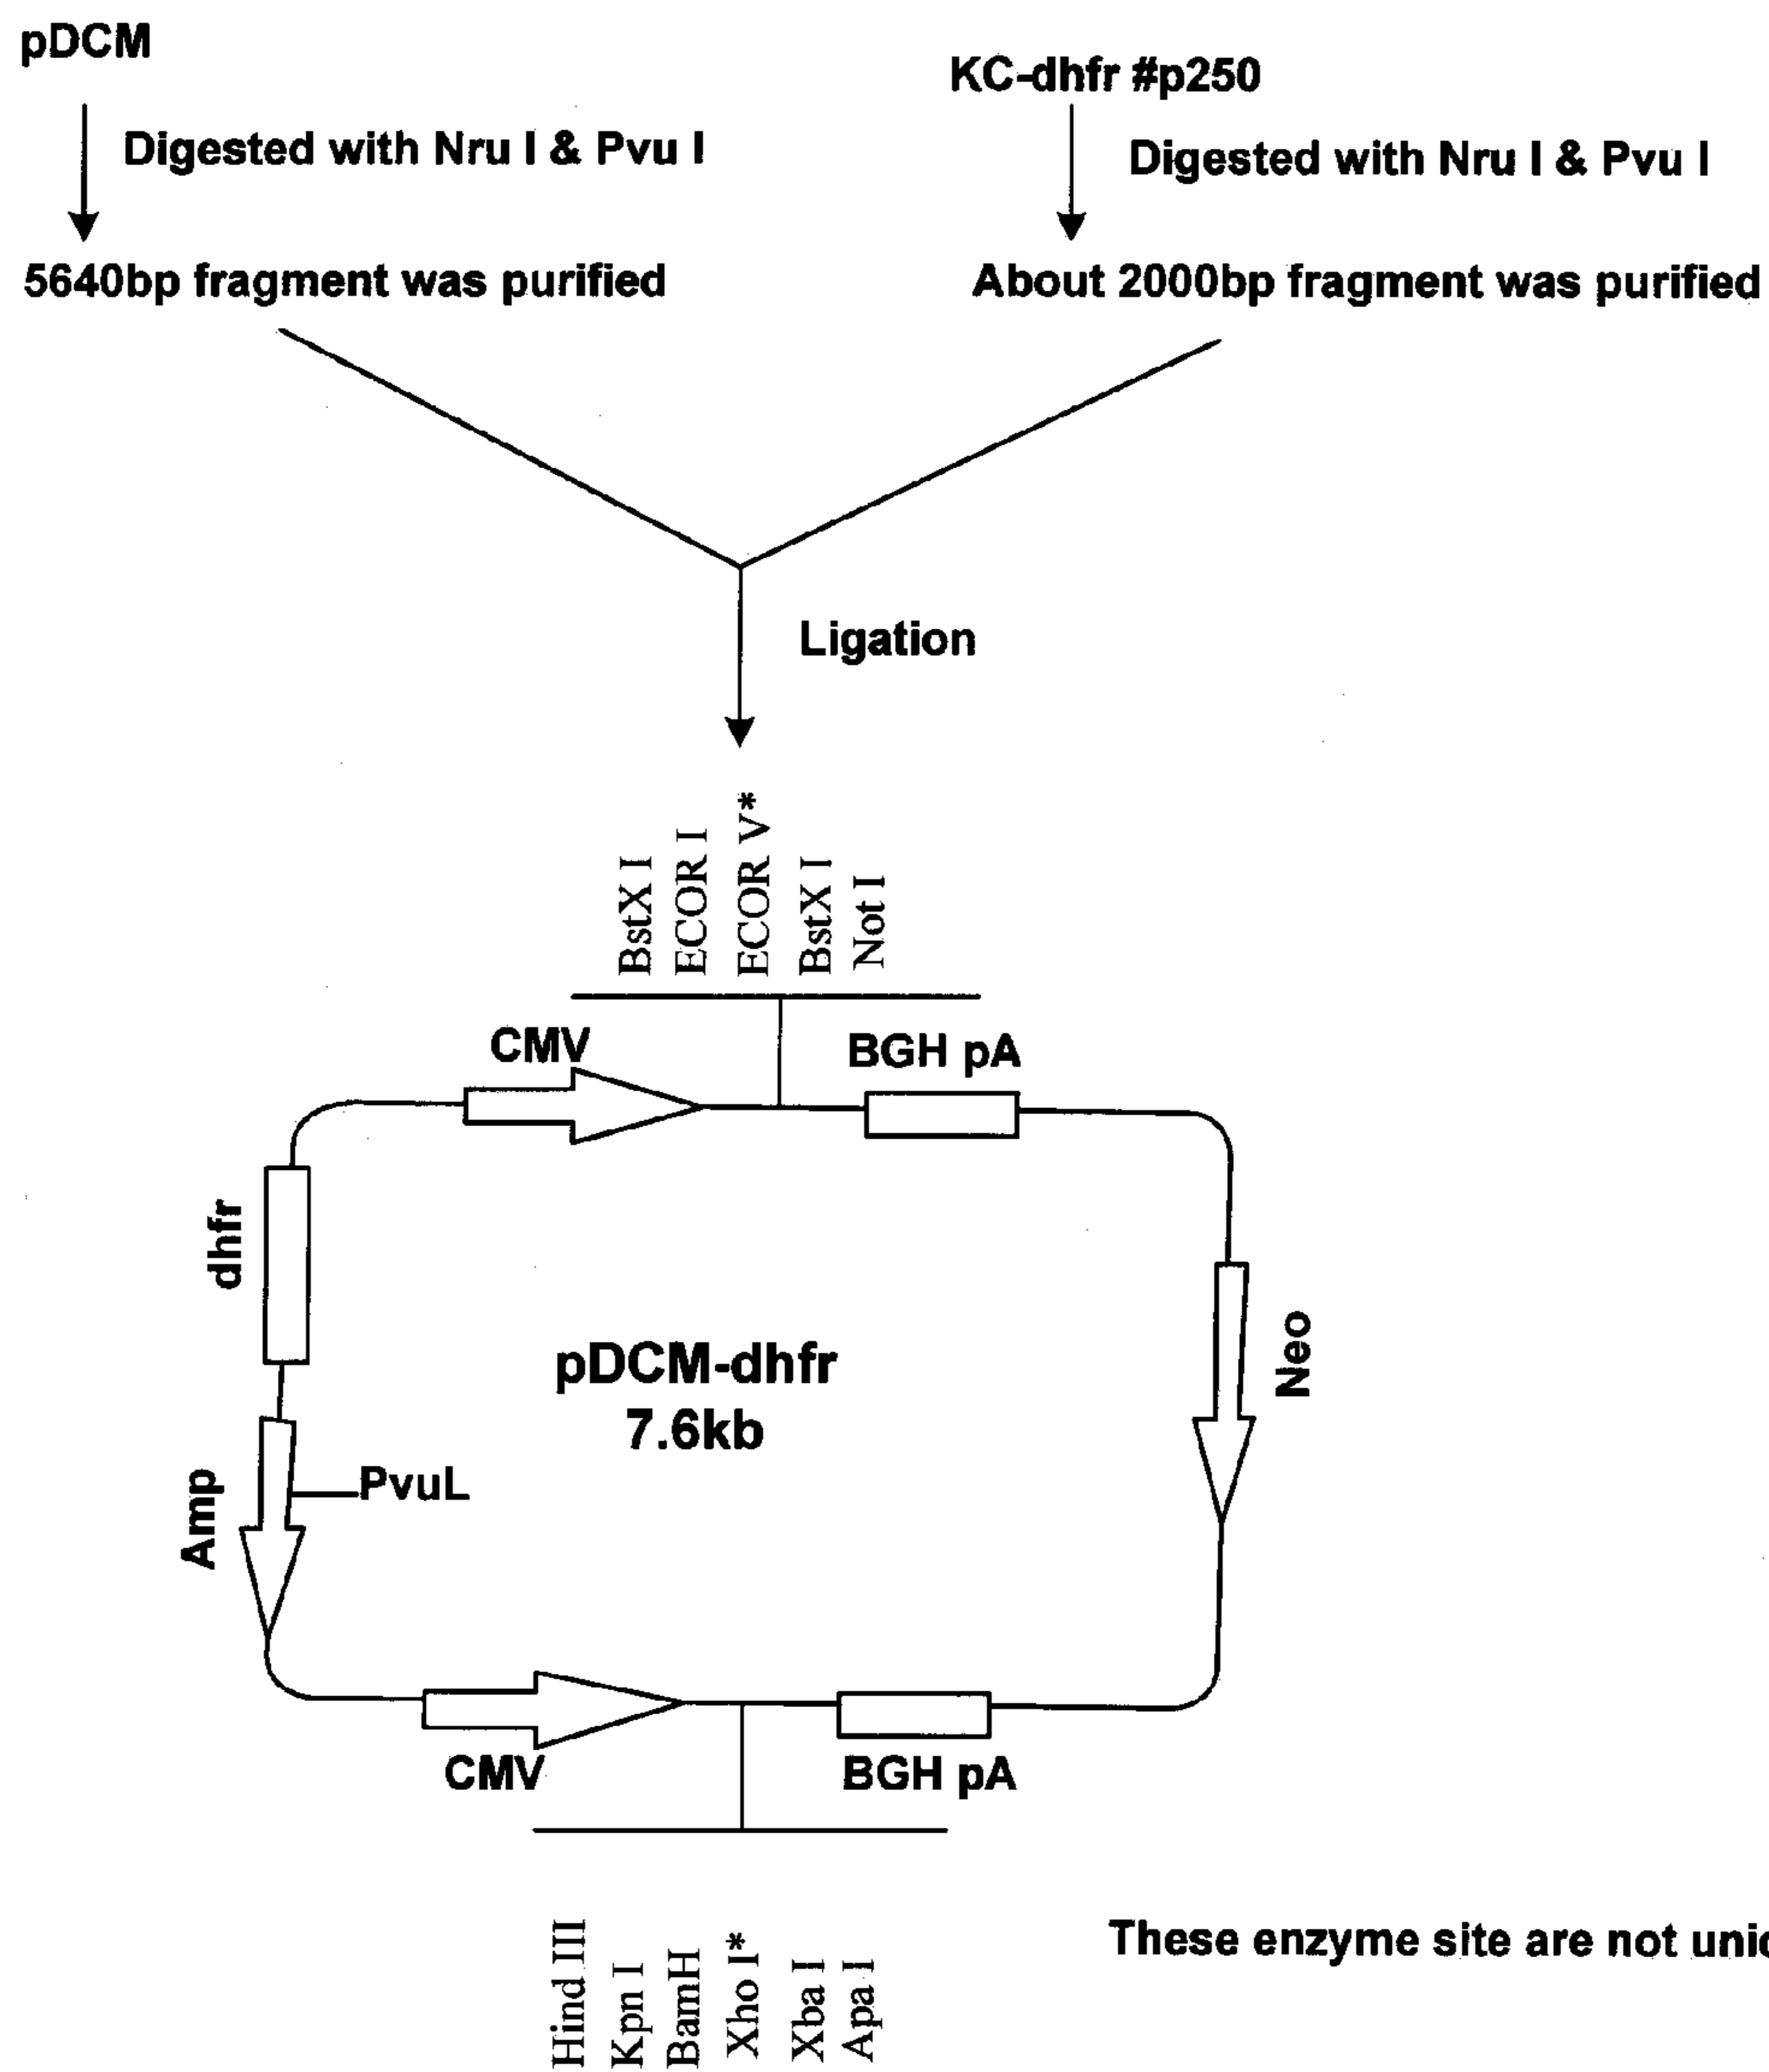 pDCM
KC-dhfr #p250
Digested with Nru I & Pvu I
Digested with Nru I & Pvu I
5640bp fragment was purified
About 2000bp fragment was purified
Ligation
BstX I
ECOR I
ECOR V*
BstX I
Not I
CMV
BGH pA
dhfr
Neo
pDCM-dhfr
7.6kb
Amp
PvuL
CMV
BGH pA
Hind III
Kpn I
BamH
Xho I*
Xba I
Apa I
These enzyme site are not